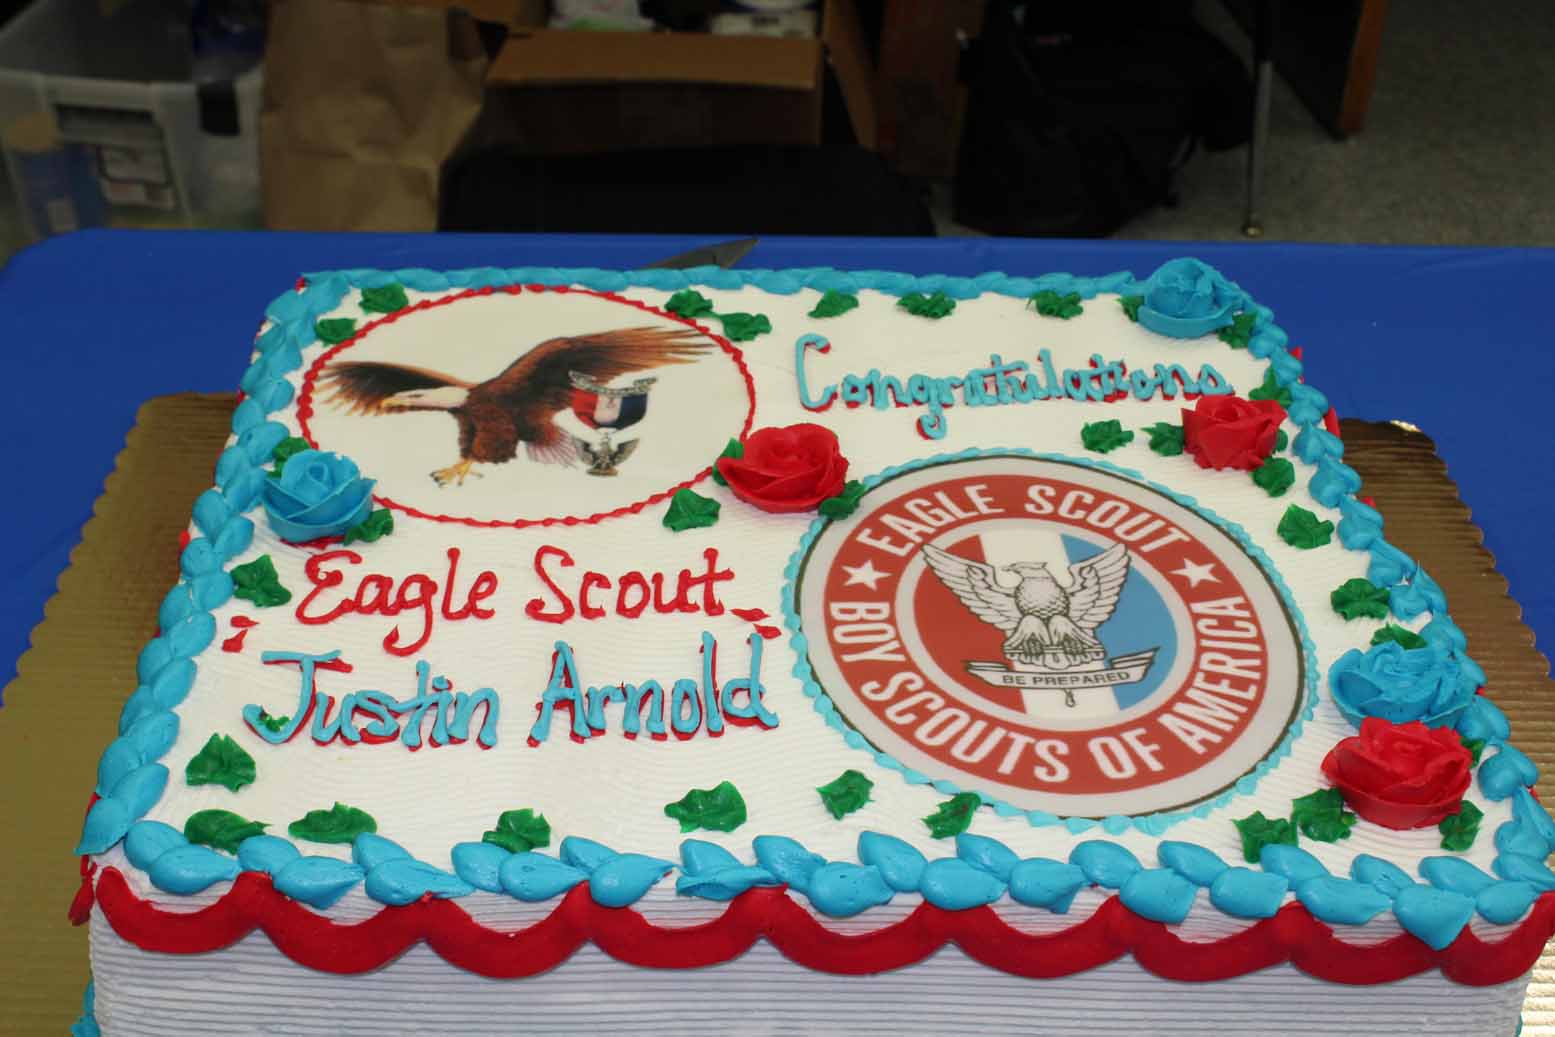 Congratulations
Eagle Scout
Justin Arnold
EAGLE SCOUT
BE PREPARED
BOY SCOUTS OF AMERICA